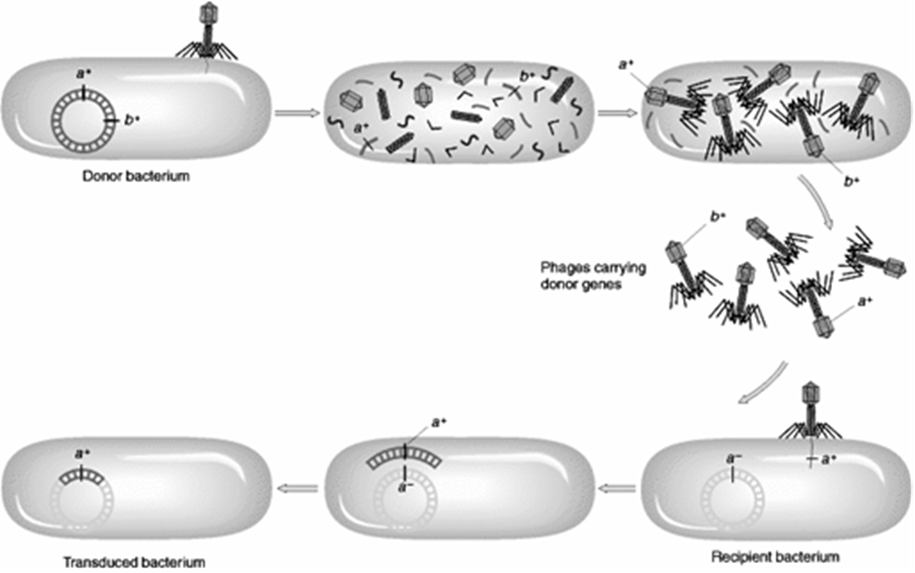 a⁺
b⁺
Donor bacterium
b⁺
a⁺
a⁺
b⁺
b⁺
Phages carrying
donor genes
a⁺
a⁺
Transduced bacterium
a⁺
a⁻
a⁻
a⁺
Recipient bacterium